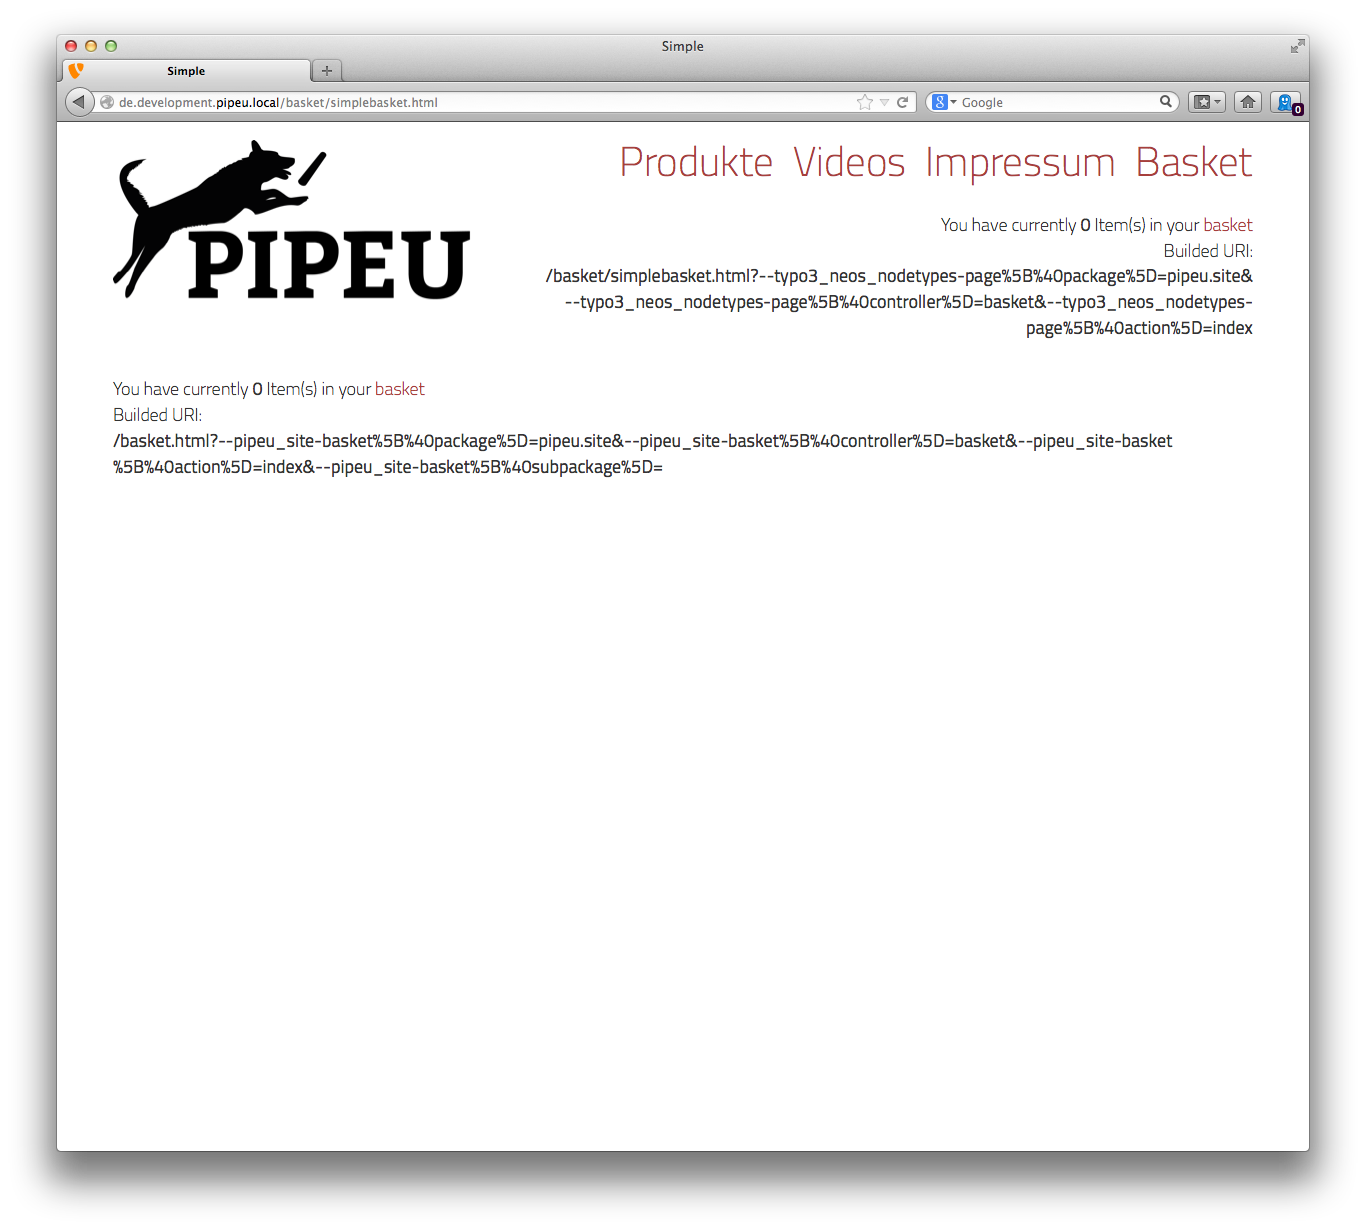 Simple
Simple
de.development.pipeu.local/basket/simplebasket.html
Google
0
PIPEU
Produkte Videos Impressum Basket
You have currently 0 Item(s) in your basket
Builded URI:
/basket/simplebasket.html?--typo3_neos_nodetypes-page%5B%40package%5D=pipeu.site&
--typo3_neos_nodetypes-page%5B%40controller%5D=basket&--typo3_neos_nodetypes-
page%5B%40action%5D=index
You have currently 0 Item(s) in your basket
Builded URI:
/basket.html?--pipeu_site-basket%5B%40package%5D=pipeu.site&--pipeu_site-basket%5B%40controller%5D=basket&--pipeu_site-basket
%5B%40action%5D=index&--pipeu_site-basket%5B%40subpackage%5D=